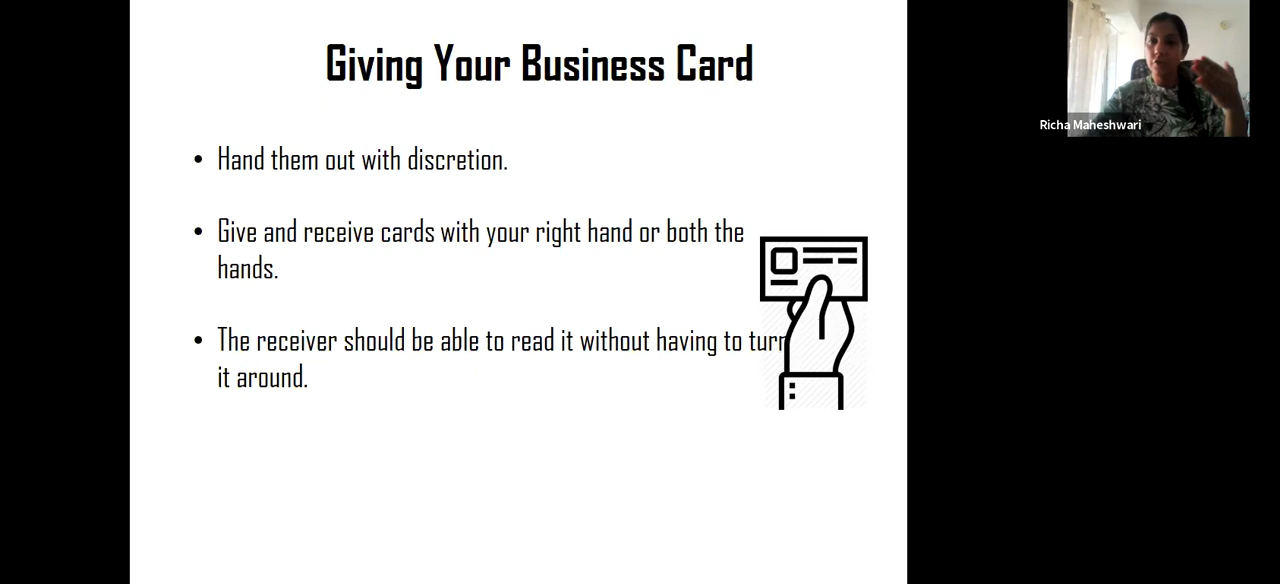 Giving Your Business Card
• Hand them out with discretion.
• Give and receive cards with your right hand or both the
hands.
• The receiver should be able to read it without having to turn
it around.
Richa Maheshwari